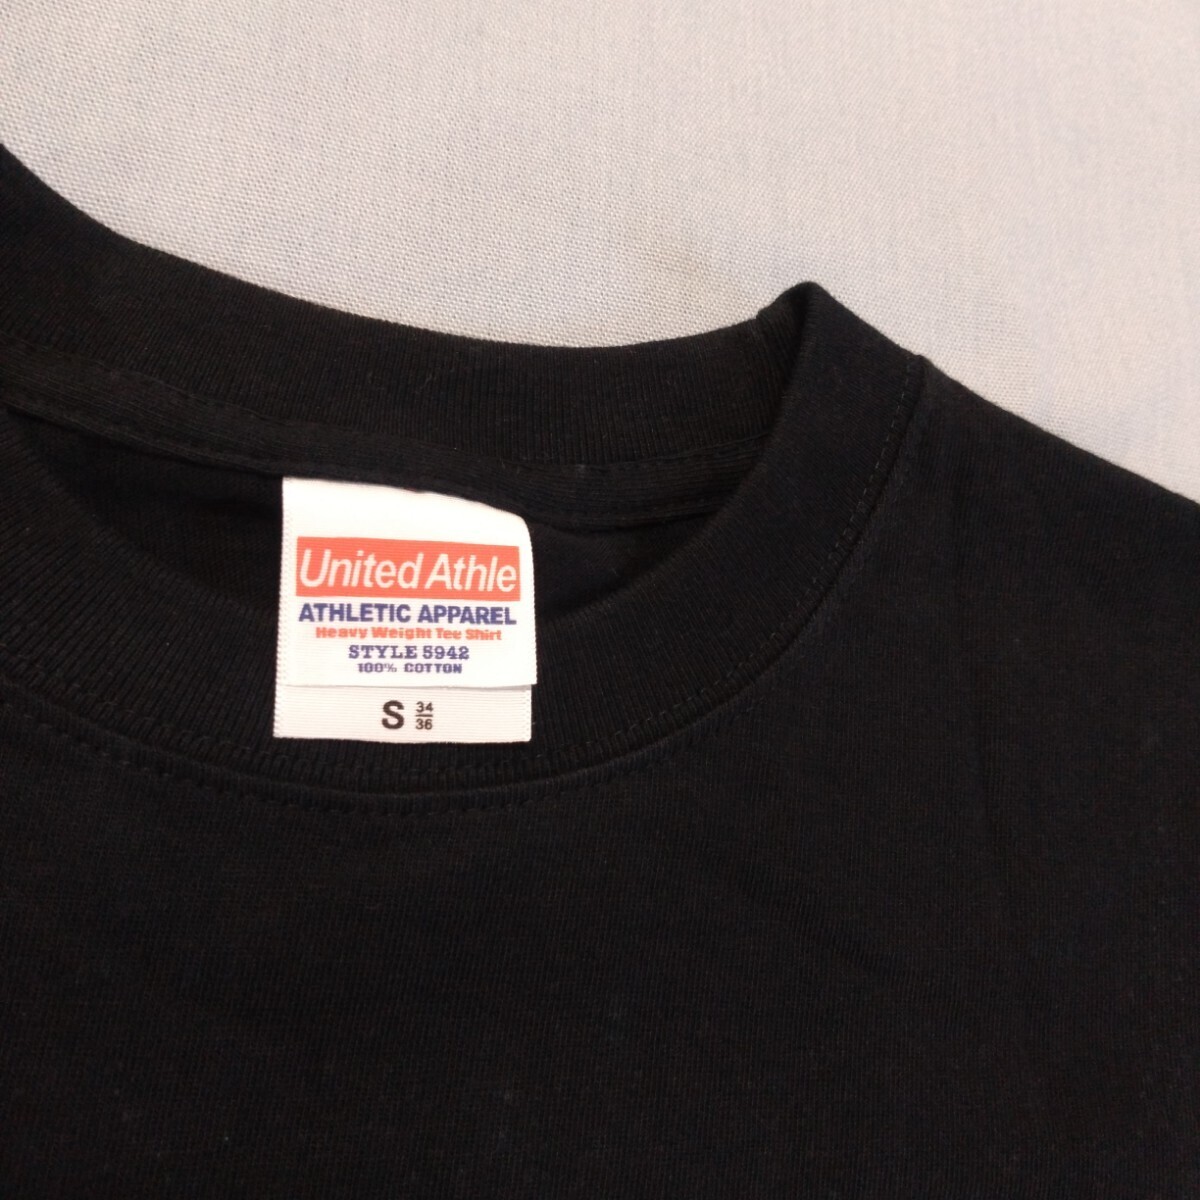 United Athle
ATHLETIC APPAREL
Heavy Weight Tee Shirt
STYLE 5942
100% COTTON
S 34/36